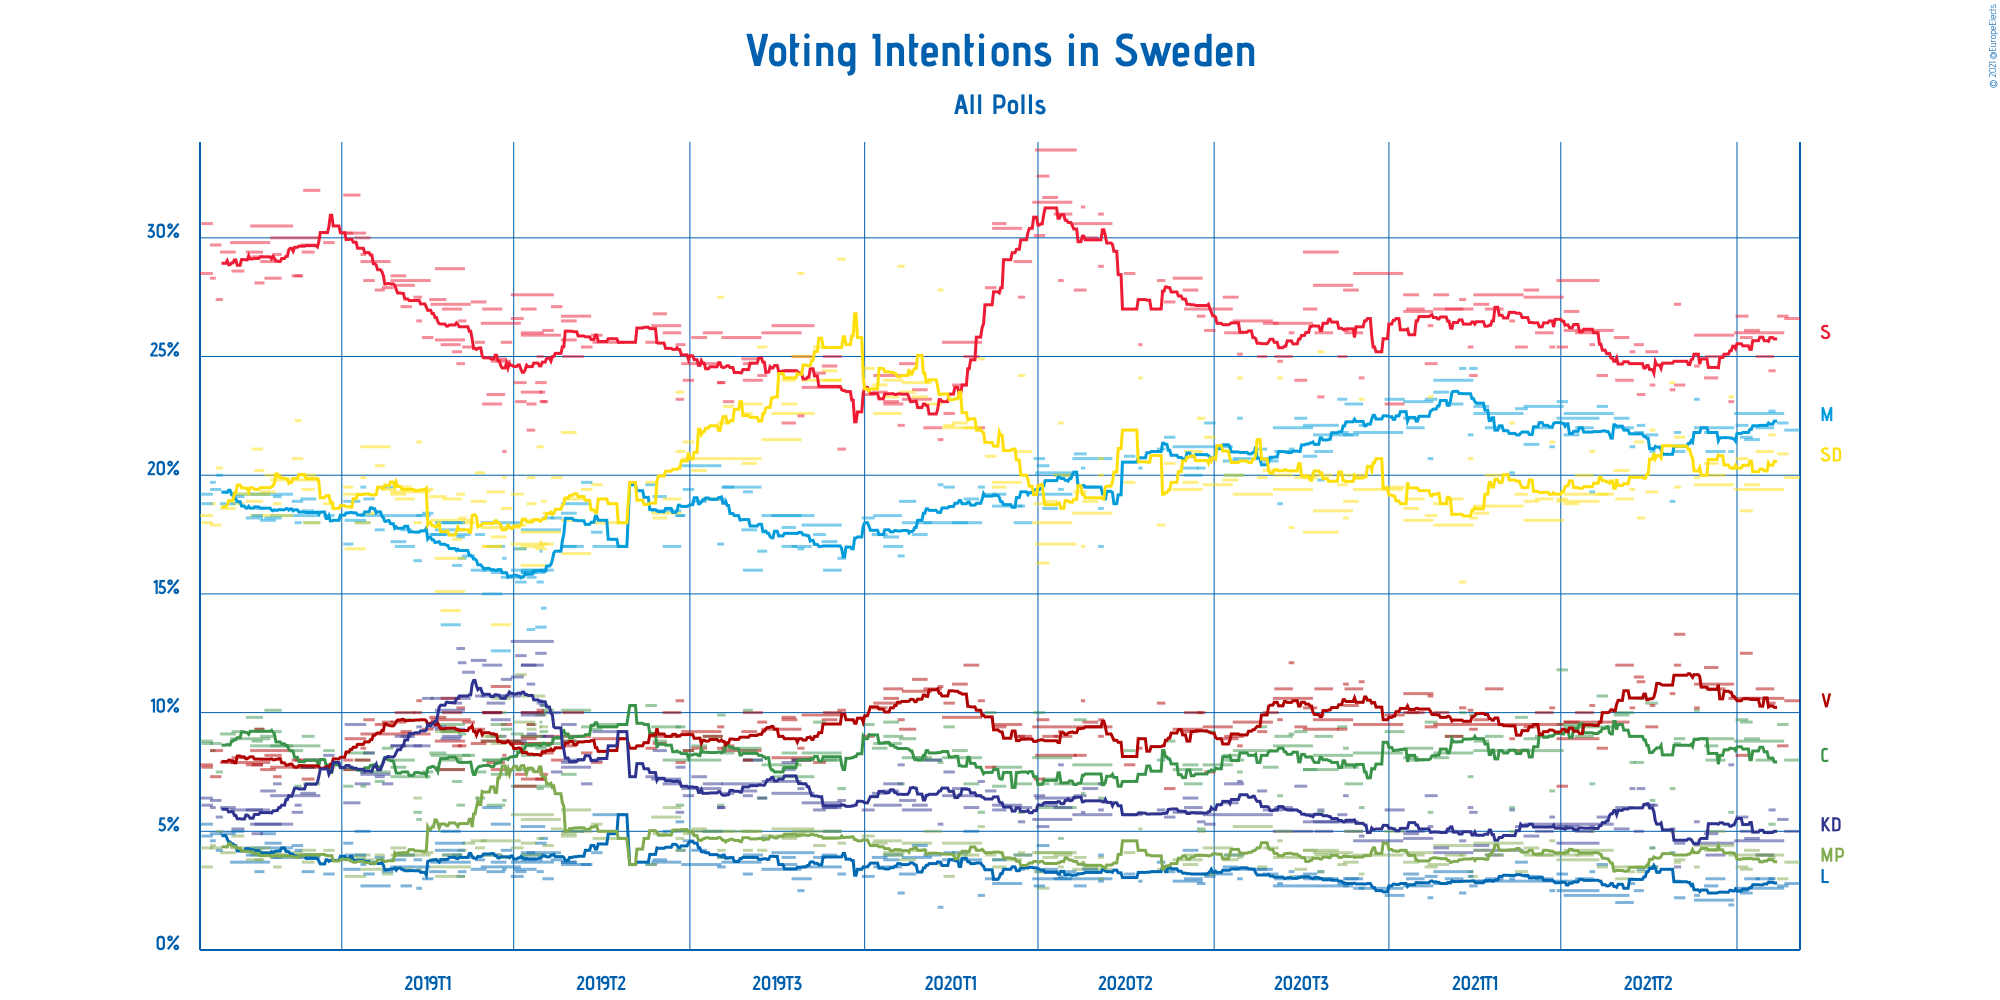 Voting Intentions in Sweden
All Polls
© 2021 @EuropeElects
30%
25%
20%
15%
10%
5%
0%
S
M
SD
V
C
KD
MP
L
2019T1
2019T2
2019T3
2020T1
2020T2
2020T3
2021T1
2021T2